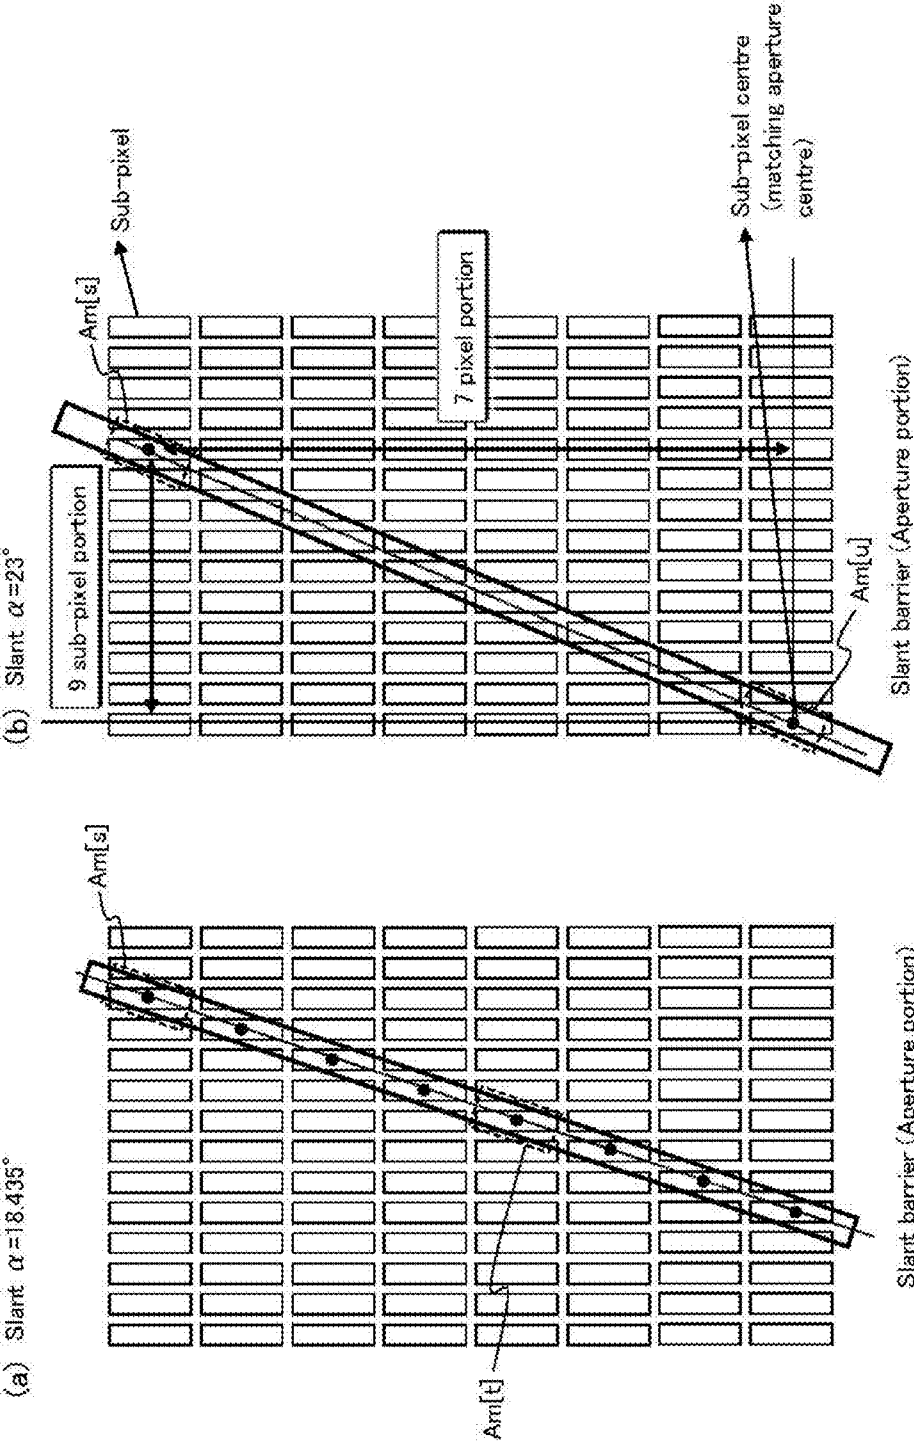 (a) Slant α=18.435°
Am[s]
Am[t]
Slant barrier (Aperture portion)
(b) Slant α=23°
9 sub-pixel portion
Am[s]
Sub-pixel
7 pixel portion
Sub-pixel centre
(matching aperture
centre)
Am[u]
Slant barrier (Aperture portion)